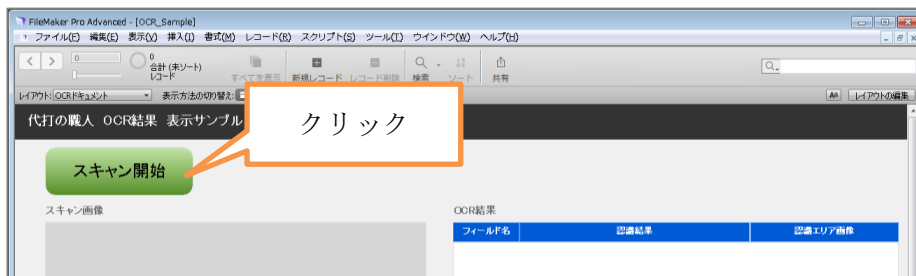 FileMaker Pro Advanced - [OCR_Sample]
ファイル(F) 編集(E) 表示(V) 挿入(I) 書式(M) レコード(R) スクリプト(S) ツール(T) ウインドウ(W) ヘルプ(H)
0
0
合計 (未ソート)
レコード
すべてを表示 新規レコード レコード削除 検索 ソート 共有
レイアウト: OCRドキュメント 表示方法の切り替え:
Aa レイアウトの編集
代打の職人 OCR結果 表示サンプル
クリック
スキャン開始
スキャン画像
OCR結果
フィールド名 認識結果 認識エリア画像